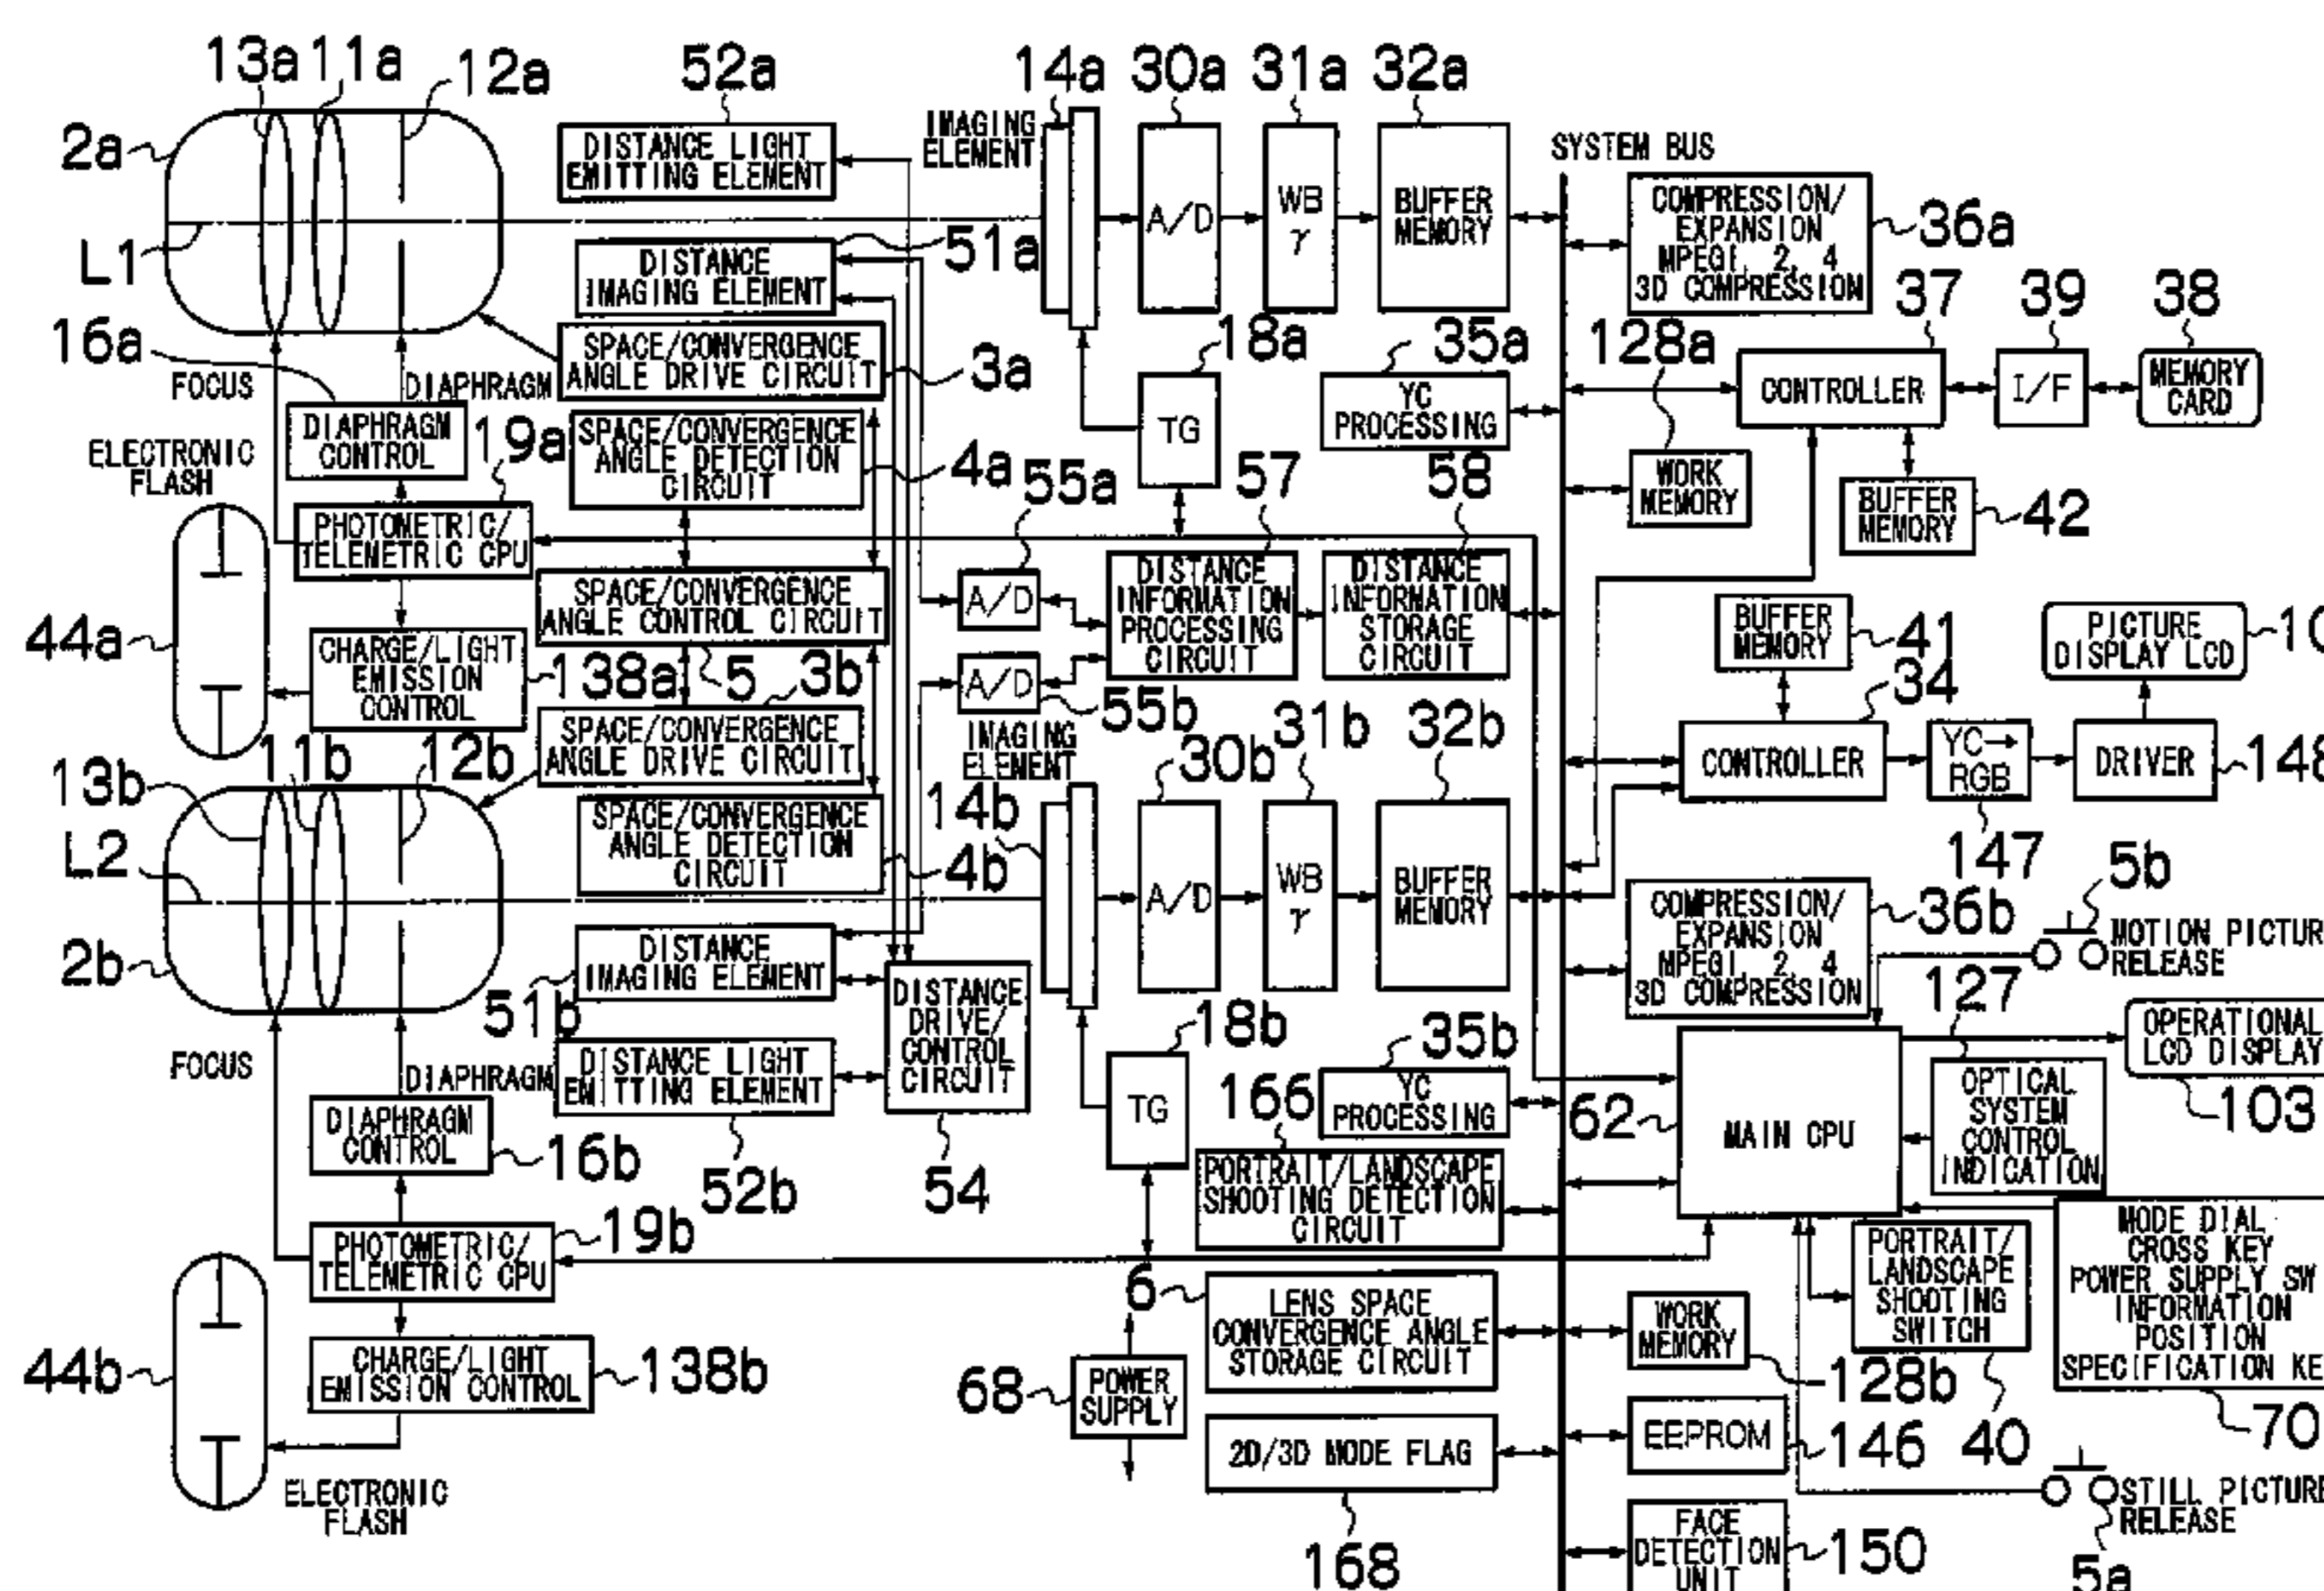 13a 11a 12a 52a 14a 30a 31a 32a
2a
DISTANCE LIGHT
EMITTING ELEMENT
IMAGING
ELEMENT
A/D
WB
γ
BUFFER
MEMORY
SYSTEM BUS
COMPRESSION/
EXPANSION
MPEG1, 2, 4
3D COMPRESSION
36a
L1
51a
DISTANCE
IMAGING ELEMENT
37 39 38
16a
SPACE/CONVERGENCE
ANGLE DRIVE CIRCUIT
3a
18a
35a
128a
CONTROLLER
I/F
MEMORY
CARD
FOCUS
DIAPHRAGM
DIAPHRAGM
CONTROL
19a
SPACE/CONVERGENCE
ANGLE DETECTION
CIRCUIT
4a
TG
YC
PROCESSING
ELECTRONIC
FLASH
55a
57
58
WORK
MEMORY
BUFFER
MEMORY
42
PHOTOMETRIC/
TELEMETRIC CPU
SPACE/CONVERGENCE
ANGLE CONTROL CIRCUIT
A/D
DISTANCE
INFORMATION
PROCESSING
CIRCUIT
DISTANCE
INFORMATION
STORAGE
CIRCUIT
BUFFER
MEMORY
41
PICTURE
DISPLAY LCD
44a
CHARGE/LIGHT
EMISSION
CONTROL
138a
5
3b
A/D
55b
34
SPACE/CONVERGENCE
ANGLE DRIVE CIRCUIT
IMAGING
ELEMENT
30b
31b
32b
CONTROLLER
YC→
RGB
DRIVER
13b
11b
12b
SPACE/CONVERGENCE
ANGLE DETECTION
CIRCUIT
4b
14b
147
5b
L2
A/D
WB
γ
BUFFER
MEMORY
COMPRESSION/
EXPANSION
MPEG1, 2, 4
3D COMPRESSION
36b
MOTION PICTUR
RELEASE
2b
DISTANCE
IMAGING ELEMENT
51b
DISTANCE
DRIVE/
CONTROL
CIRCUIT
127
OPERATIONAL
LCD DISPLAY
103
FOCUS
DIAPHRAGM
DISTANCE LIGHT
EMITTING ELEMENT
18b
35b
TG
166
YC
PROCESSING
62
MAIN CPU
OPTICAL
SYSTEM
CONTROL
INDICATION
DIAPHRAGM
CONTROL
16b
52b
54
PORTRAIT/LANDSCAPE
SHOOTING DETECTION
CIRCUIT
PHOTOMETRIC/
TELEMETRIC CPU
19b
PORTRAIT/
LANDSCAPE
SHOOTING
SWITCH
MODE DIAL
CROSS KEY
POWER SUPPLY SW
INFORMATION
POSITION
SPECIFICATION KE
6
LENS SPACE
CONVERGENCE ANGLE
STORAGE CIRCUIT
WORK
MEMORY
128b
44b
CHARGE/LIGHT
EMISSION CONTROL
138b
68
POWER
SUPPLY
2D/3D MODE FLAG
EEPROM
146
40
70
ELECTRONIC
FLASH
168
STILL PICTURE
RELEASE
5a
FACE
DETECTION
UNIT
150